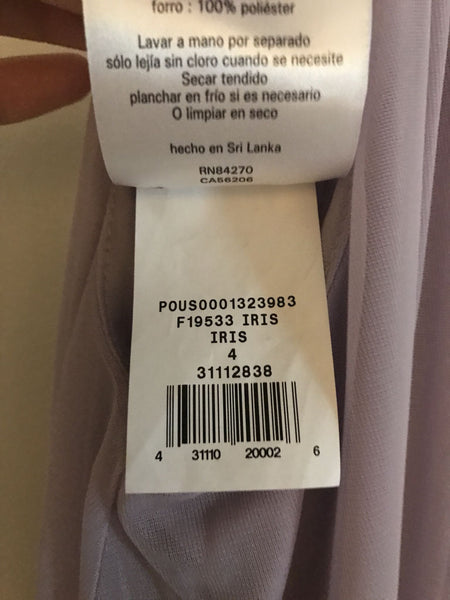 forro : 100% poliéster
Lavar a mano por separado
sólo lejía sin cloro cuando se necesite
Secar tendido
planchar en frío si es necesario
O limpiar en seco
hecho en Sri Lanka
RN84270
CA56206
POUS0001323983
F19533 IRIS
IRIS
4
31112838
4 31110 20002 6